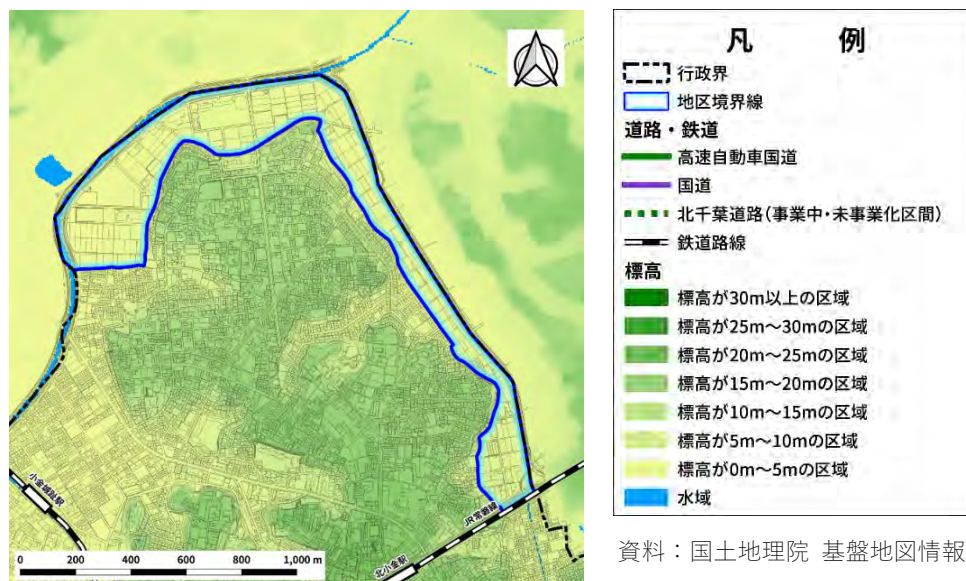 凡 例
行政界
地区境界線
道路・鉄道
高速自動車国道
国道
北千葉道路(事業中・未事業化区間)
鉄道路線
標高
標高が30m以上の区域
標高が25m～30mの区域
標高が20m～25mの区域
標高が15m～20mの区域
標高が10m～15mの区域
標高が5m～10mの区域
標高が0m～5mの区域
水域
小金城趾駅
JR常磐線
北小金駅
0 200 400 600 800 1,000 m
資料：国土地理院 基盤地図情報